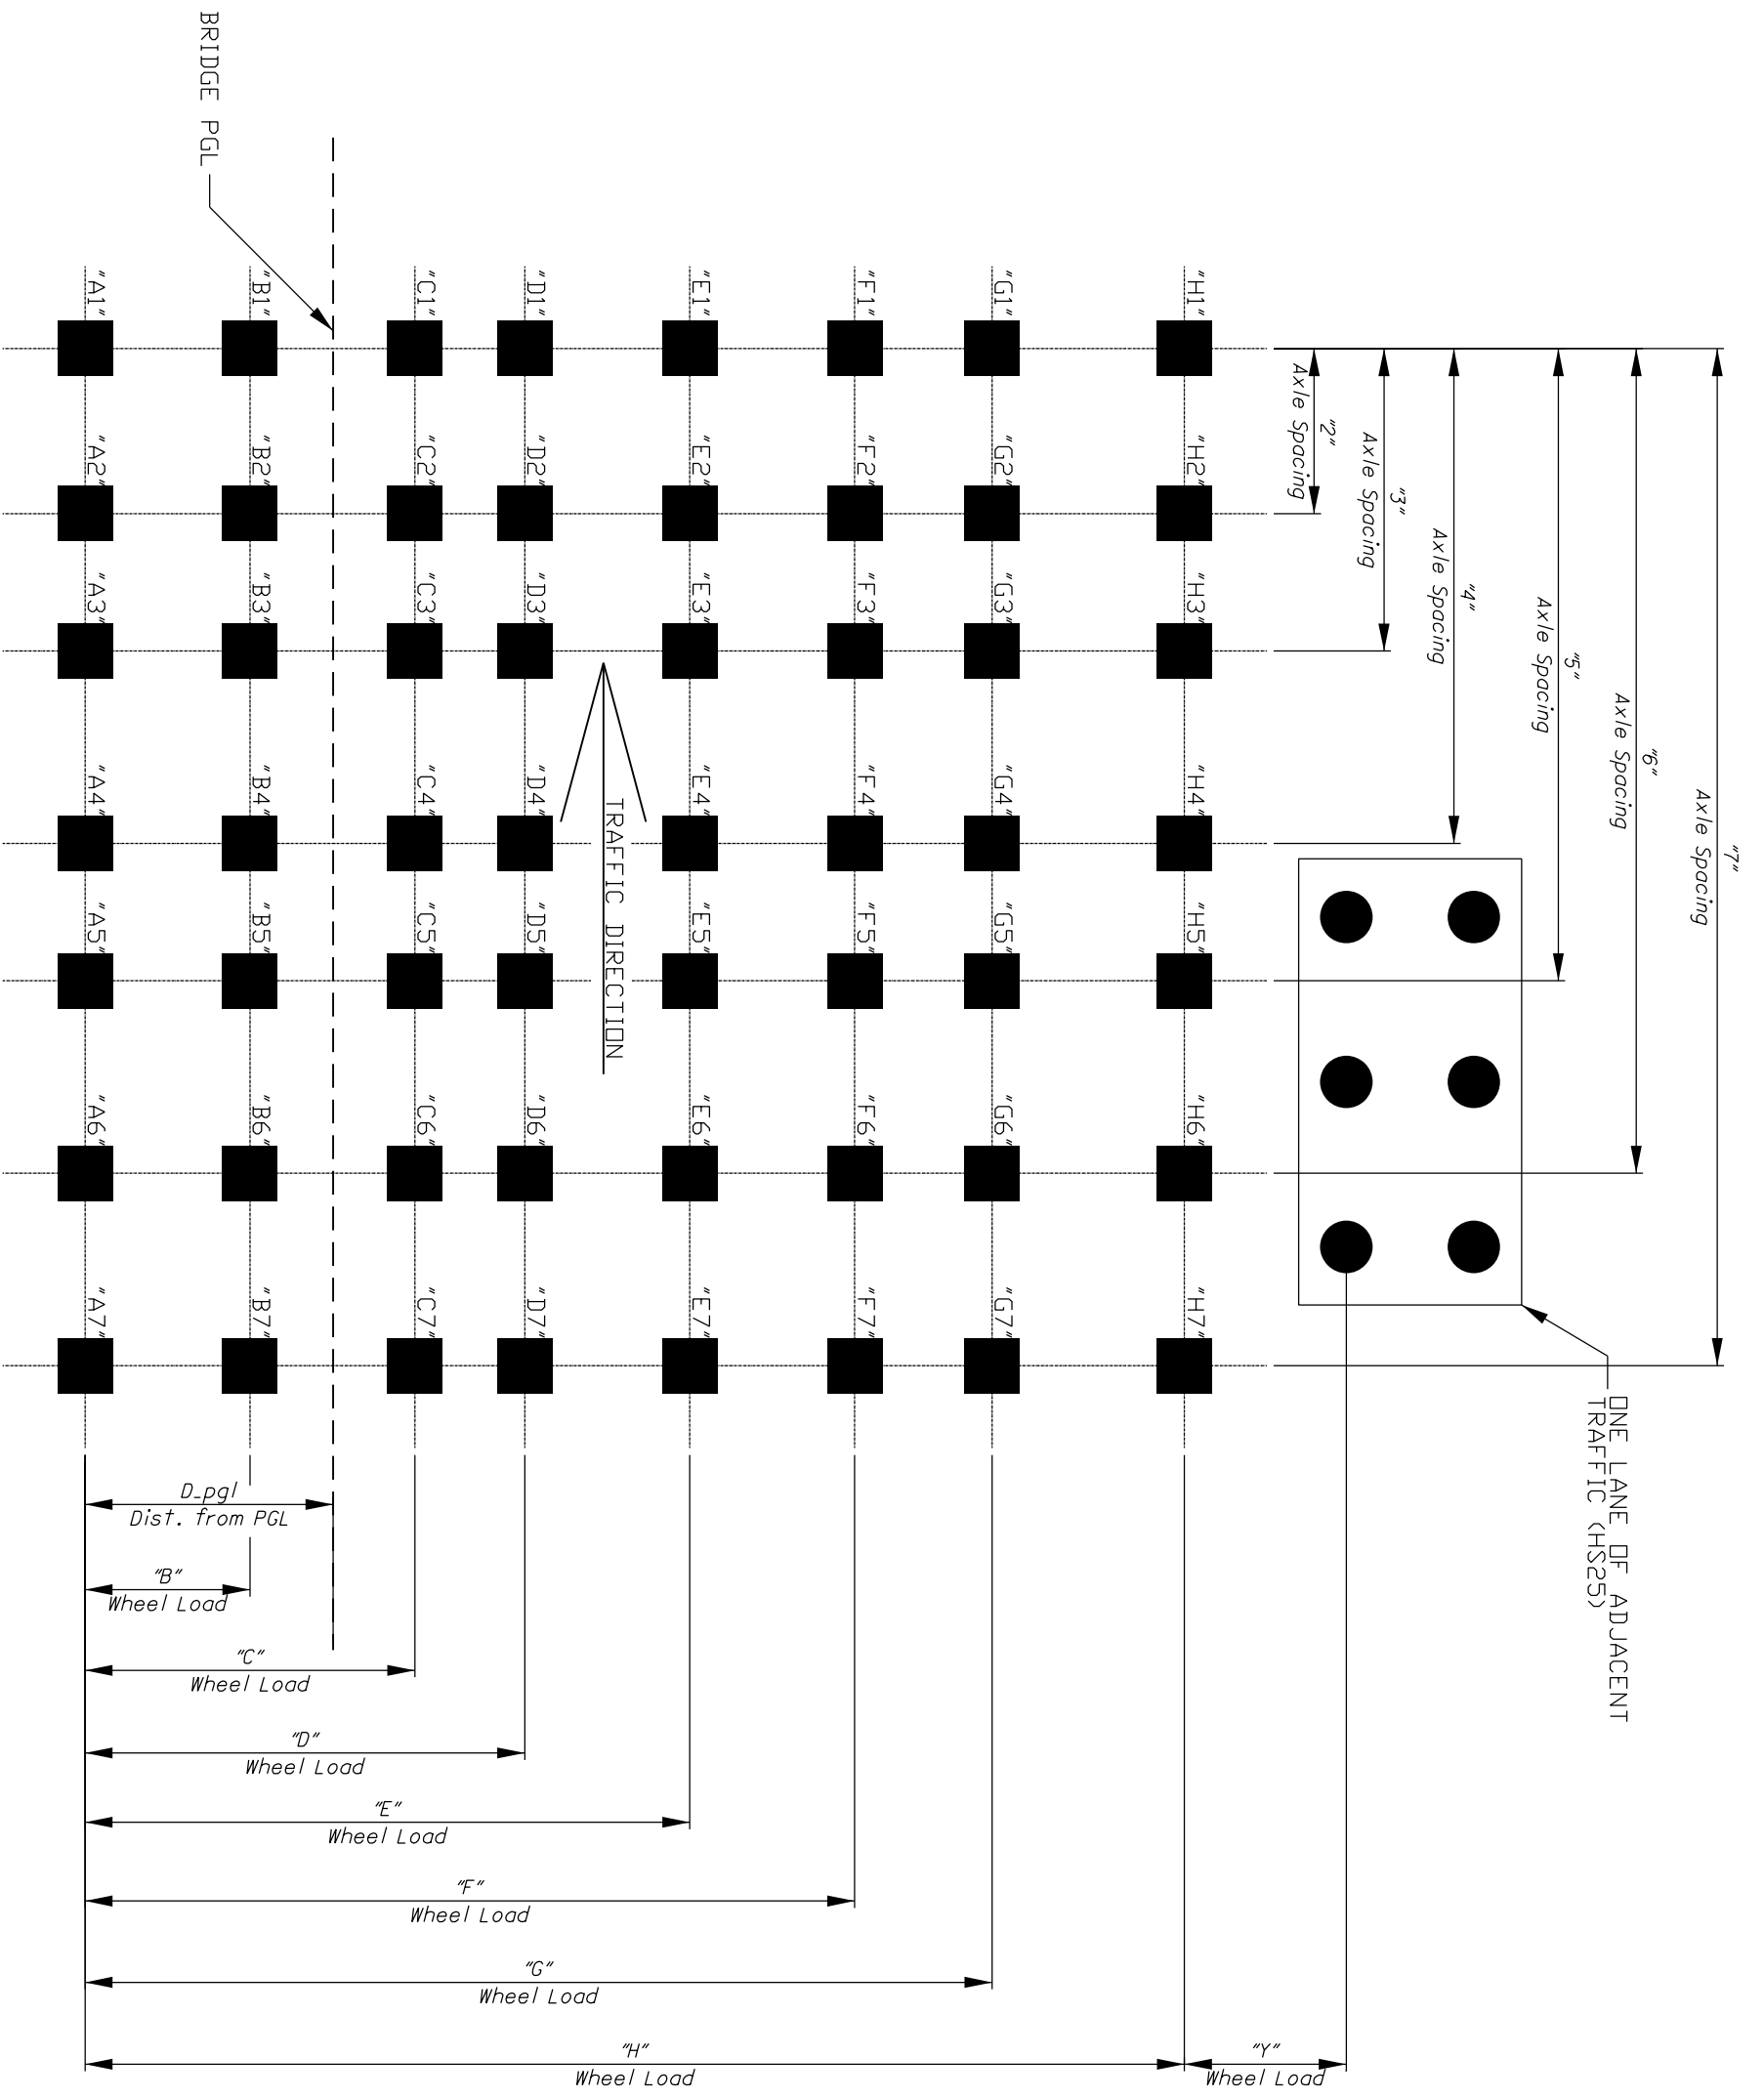 BRIDGE PGL
"A1"
"B1"
"C1"
"D1"
"E1"
"F1"
"G1"
"H1"
"A2"
"B2"
"C2"
"D2"
"E2"
"F2"
"G2"
"H2"
"A3"
"B3"
"C3"
"D3"
"E3"
"F3"
"G3"
"H3"
"A4"
"B4"
"C4"
"D4"
"E4"
"F4"
"G4"
"H4"
"A5"
"B5"
"C5"
"D5"
"E5"
"F5"
"G5"
"H5"
"A6"
"B6"
"C6"
"D6"
"E6"
"F6"
"G6"
"H6"
"A7"
"B7"
"C7"
"D7"
"E7"
"F7"
"G7"
"H7"
TRAFFIC DIRECTION
"2"
Axle Spacing
"3"
Axle Spacing
"4"
Axle Spacing
"5"
Axle Spacing
"6"
Axle Spacing
"7"
Axle Spacing
ONE LANE OF ADJACENT
TRAFFIC (HS25)
D_pgl
Dist. from PGL
"B"
Wheel Load
"C"
Wheel Load
"D"
Wheel Load
"E"
Wheel Load
"F"
Wheel Load
"G"
Wheel Load
"H"
Wheel Load
"Y"
Wheel Load